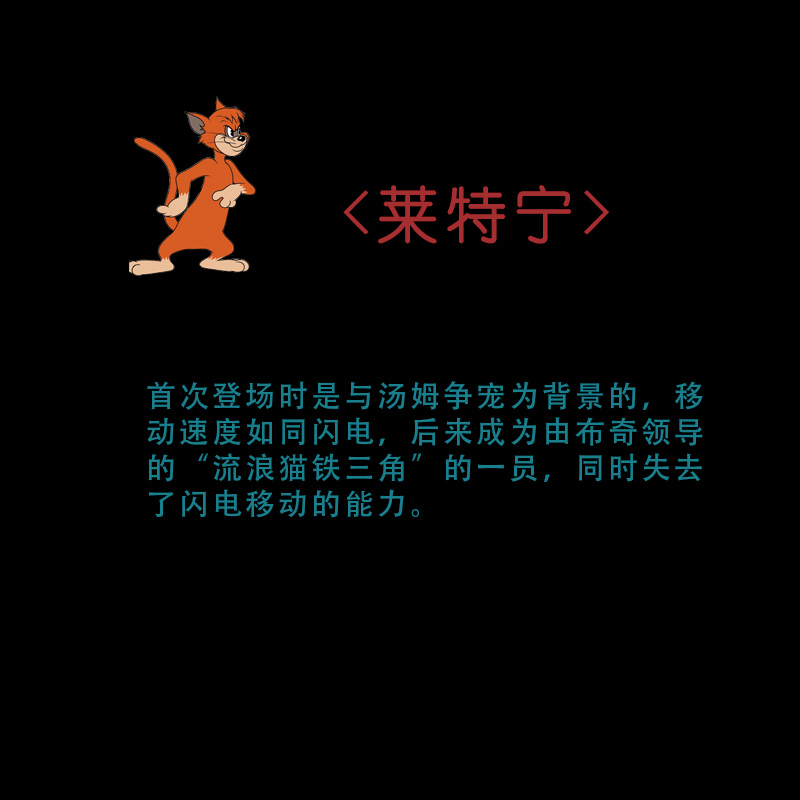 <莱特宁>
首次登场时是与汤姆争宠为背景的，移
动速度如同闪电，后来成为由布奇领导
的“流浪猫铁三角”的一员，同时失去
了闪电移动的能力。